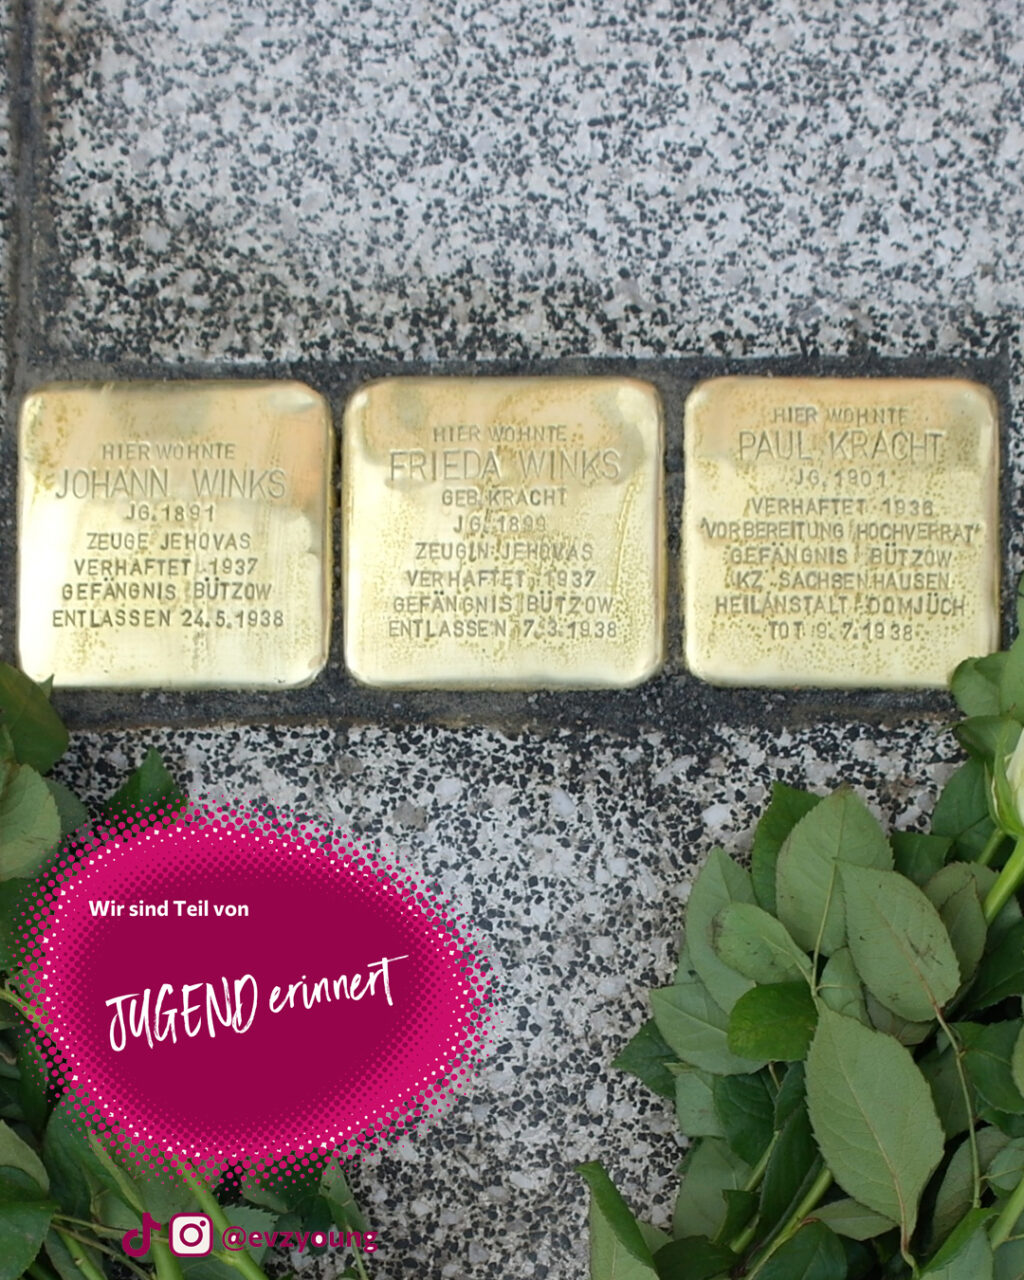 HIER WOHNTE
JOHANN WINKS
JG. 1891
ZEUGE JEHOVAS
VERHAFTET 1937
GEFÄNGNIS BÜTZOW
ENTLASSEN 24.5.1938
HIER WOHNTE
FRIEDA WINKS
GEB. KRACHT
JG. 1899
ZEUGIN JEHOVAS
VERHAFTET 1937
GEFÄNGNIS BÜTZOW
ENTLASSEN 7.3.1938
HIER WOHNTE
PAUL KRACHT
JG. 1901
VERHAFTET 1936
'VORBEREITUNG HOCHVERRAT'
GEFÄNGNIS BÜTZOW
KZ SACHSENHAUSEN
HEILANSTALT DOMJÜCH
TOT 9.7.1938
Wir sind Teil von
JUGEND erinnert
@evzyoung